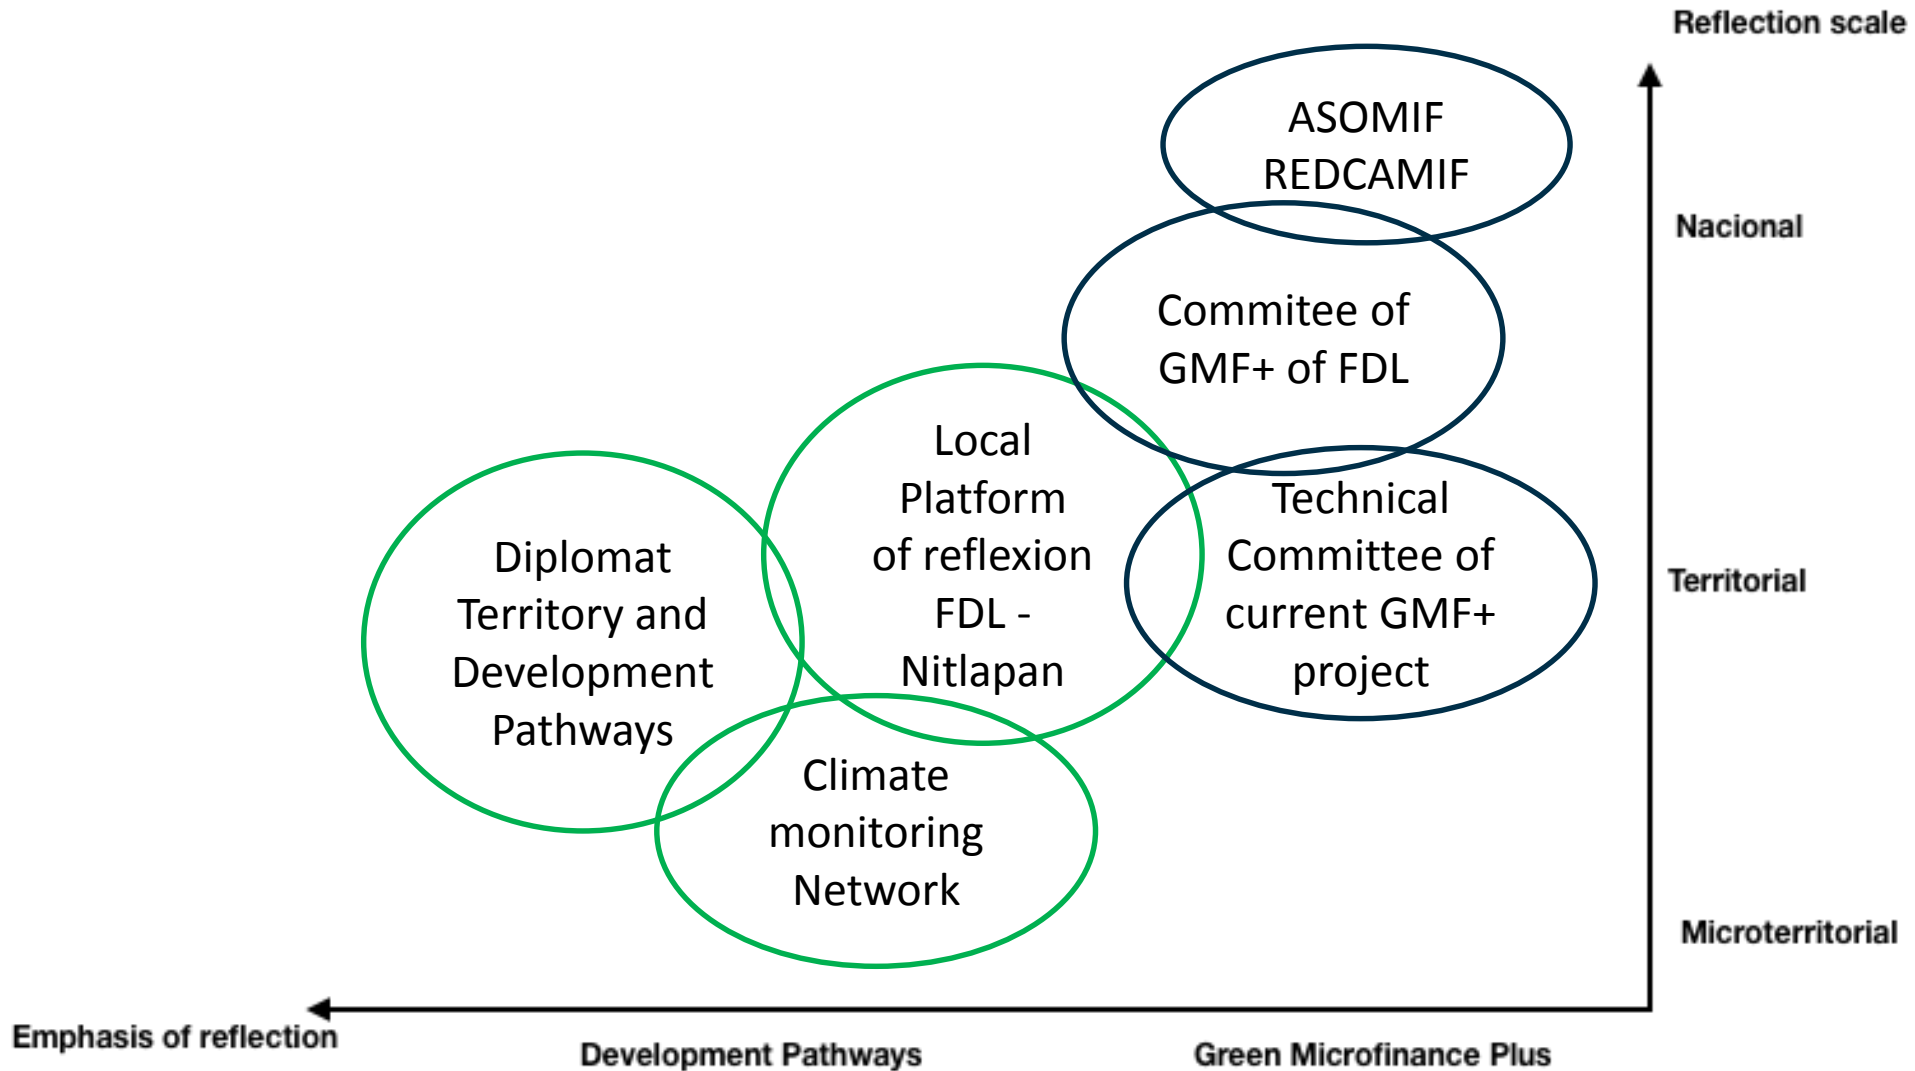 Reflection scale
ASOMIF
REDCAMIF
Nacional
Commitee of
GMF+ of FDL
Local
Platform
of reflexion
FDL -
Nitlapan
Technical
Committee of
current GMF+
project
Territorial
Diplomat
Territory and
Development
Pathways
Climate
monitoring
Network
Microterritorial
Emphasis of reflection
Development Pathways
Green Microfinance Plus